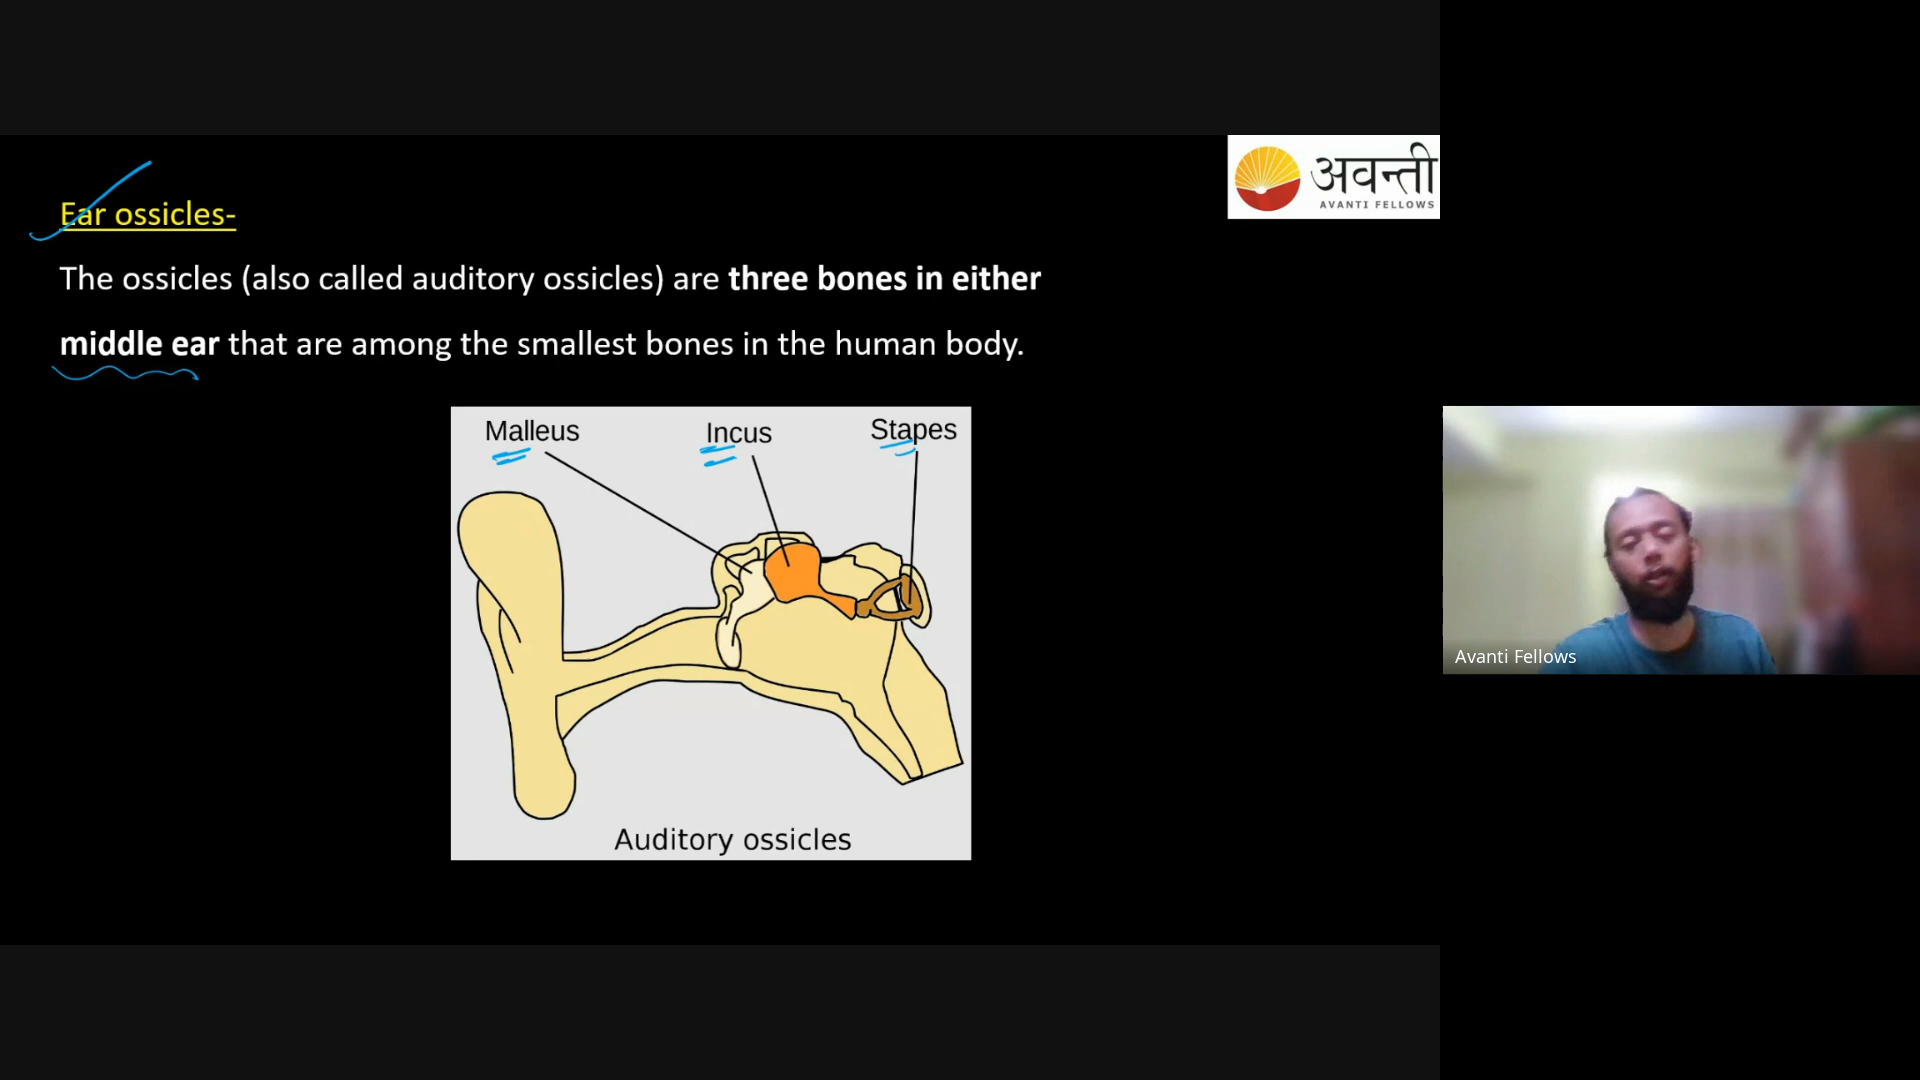 Ear ossicles-
The ossicles (also called auditory ossicles) are three bones in either
middle ear that are among the smallest bones in the human body.
अवन्ती
AVANTI FELLOWS
Malleus Incus Stapes
Auditory ossicles
Avanti Fellows